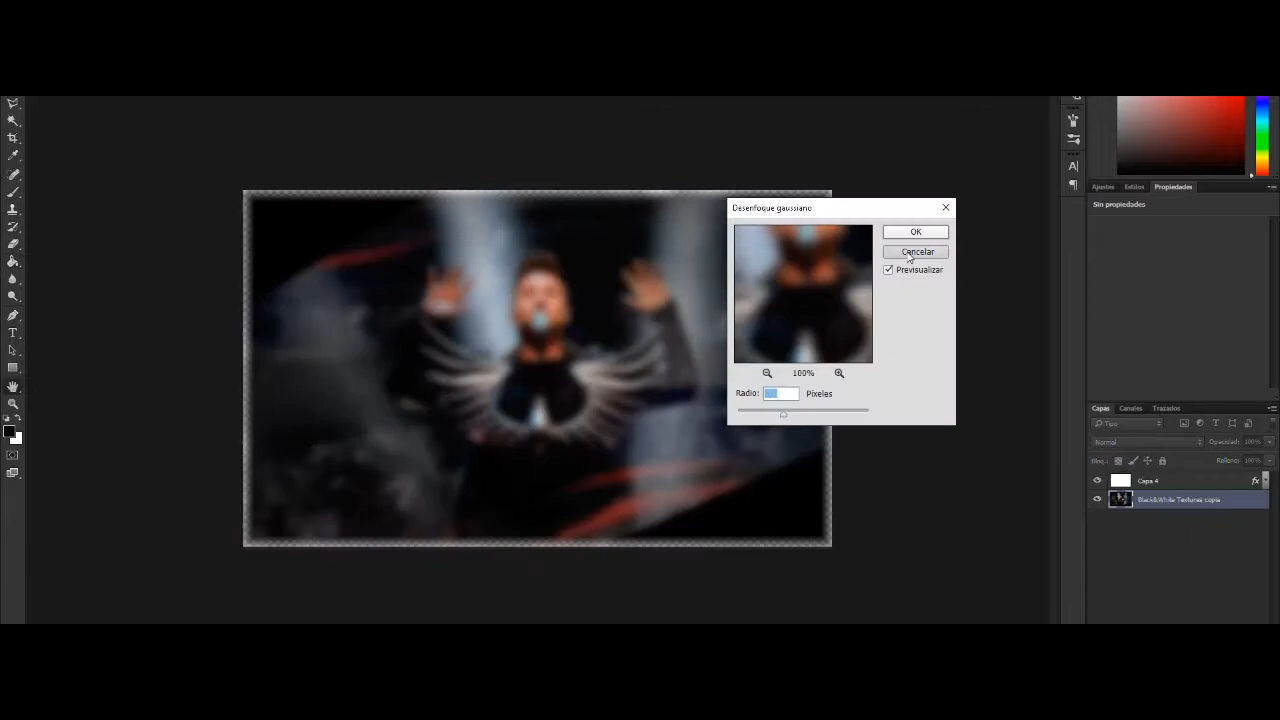 Desenfoque gaussiano
OK
Cancelar
Previsualizar
100%
Radio:
Píxeles
Ajustes Estilos Propiedades
Sin propiedades
Capas Canales Trazados
Tipo
Normal Opacidad: 100%
Bloq.: Relleno: 100%
Capa 4 fx
Black&White Textures copia